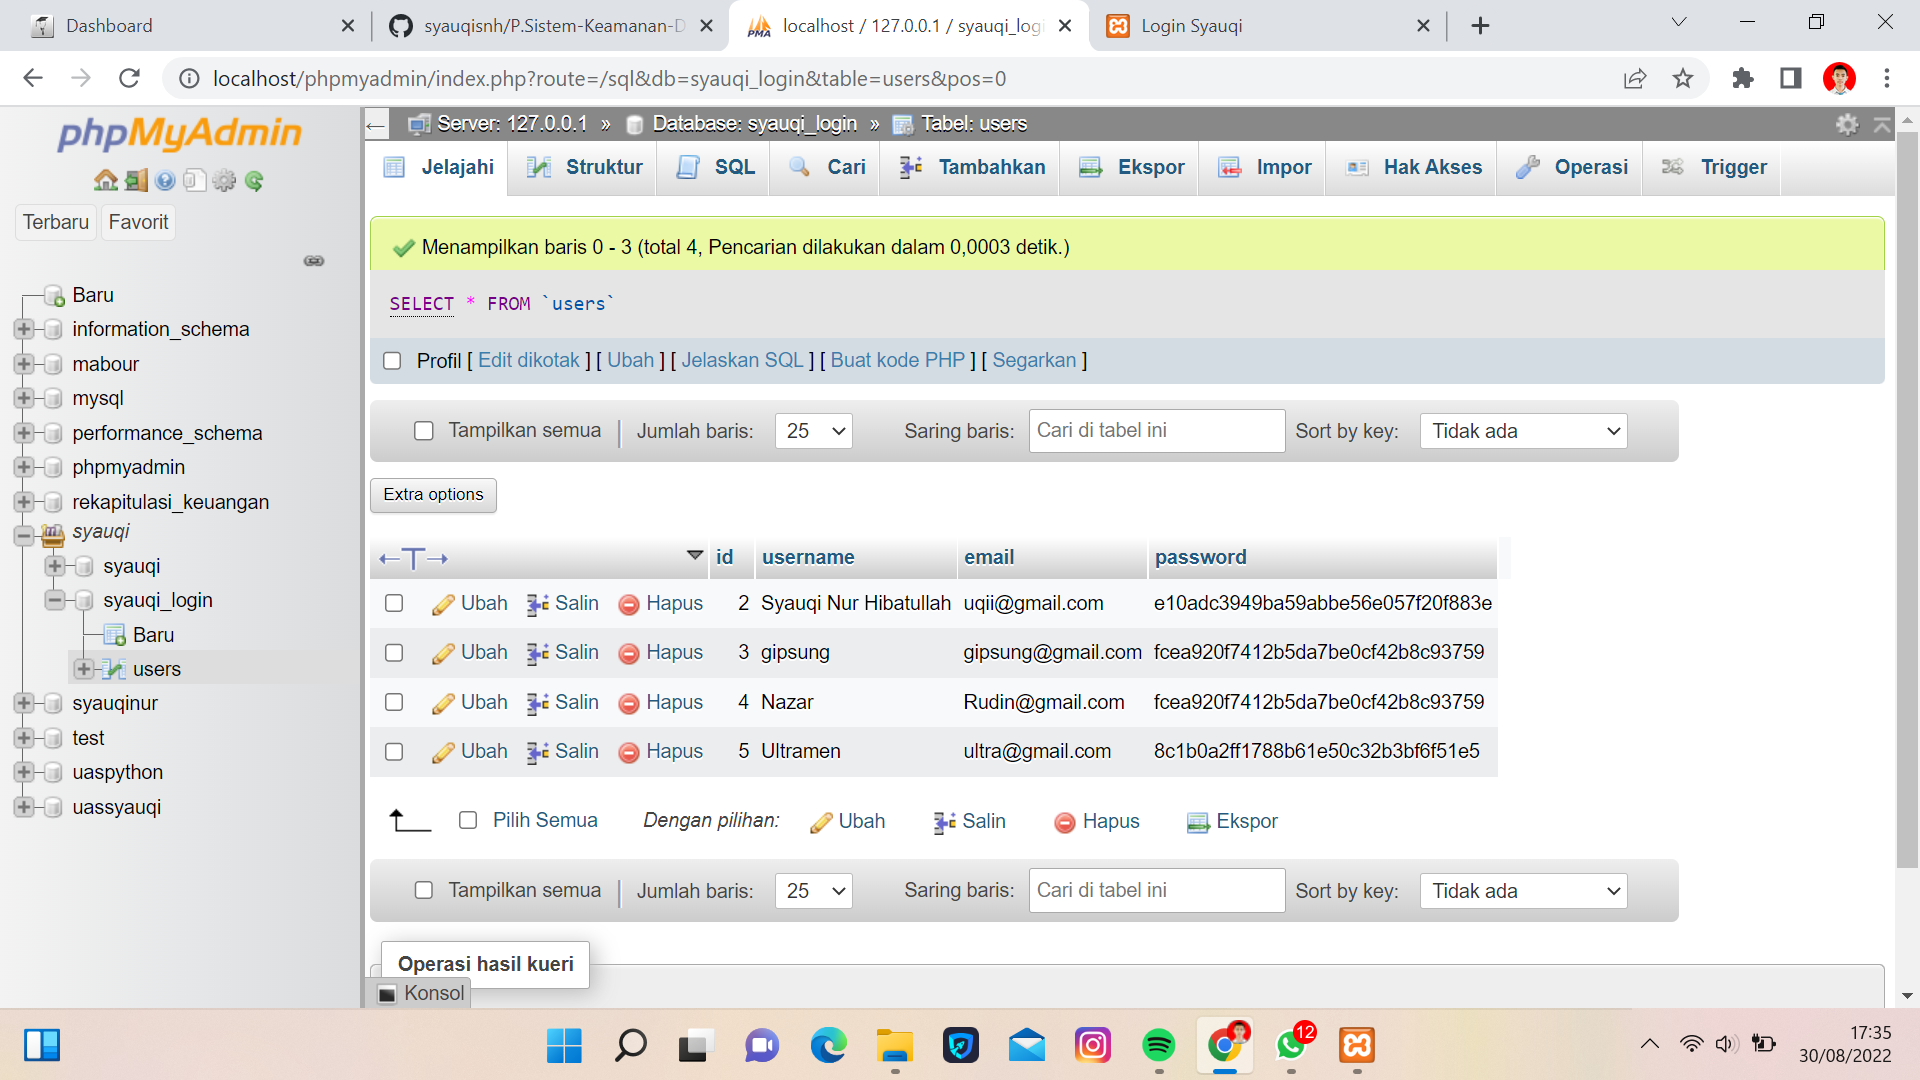 Dashboard
syauqisnh/P.Sistem-Keamanan-D
localhost / 127.0.0.1 / syauqi_logi
Login Syauqi
localhost/phpmyadmin/index.php?route=/sql&db=syauqi_login&table=users&pos=0
phpMyAdmin
Terbaru
Favorit
Baru
information_schema
mabour
mysql
performance_schema
phpmyadmin
rekapitulasi_keuangan
syauqi
syauqi
syauqi_login
Baru
users
syauqinur
test
uaspython
uassyauqi
Server: 127.0.0.1 » Database: syauqi_login » Tabel: users
Jelajahi Struktur SQL Cari Tambahkan Ekspor Impor Hak Akses Operasi Trigger
Menampilkan baris 0 - 3 (total 4, Pencarian dilakukan dalam 0,0003 detik.)
SELECT * FROM `users`
Profil [ Edit dikotak ] [ Ubah ] [ Jelaskan SQL ] [ Buat kode PHP ] [ Segarkan ]
Tampilkan semua | Jumlah baris: 25 Saring baris: Cari di tabel ini Sort by key: Tidak ada
Extra options
←T→ id username email password
Ubah Salin Hapus 2 Syauqi Nur Hibatullah uqii@gmail.com e10adc3949ba59abbe56e057f20f883e
Ubah Salin Hapus 3 gipsung gipsung@gmail.com fcea920f7412b5da7be0cf42b8c93759
Ubah Salin Hapus 4 Nazar Rudin@gmail.com fcea920f7412b5da7be0cf42b8c93759
Ubah Salin Hapus 5 Ultramen ultra@gmail.com 8c1b0a2ff1788b61e50c32b3bf6f51e5
Pilih Semua Dengan pilihan: Ubah Salin Hapus Ekspor
Tampilkan semua | Jumlah baris: 25 Saring baris: Cari di tabel ini Sort by key: Tidak ada
Operasi hasil kueri
Konsol
12
17:35
30/08/2022